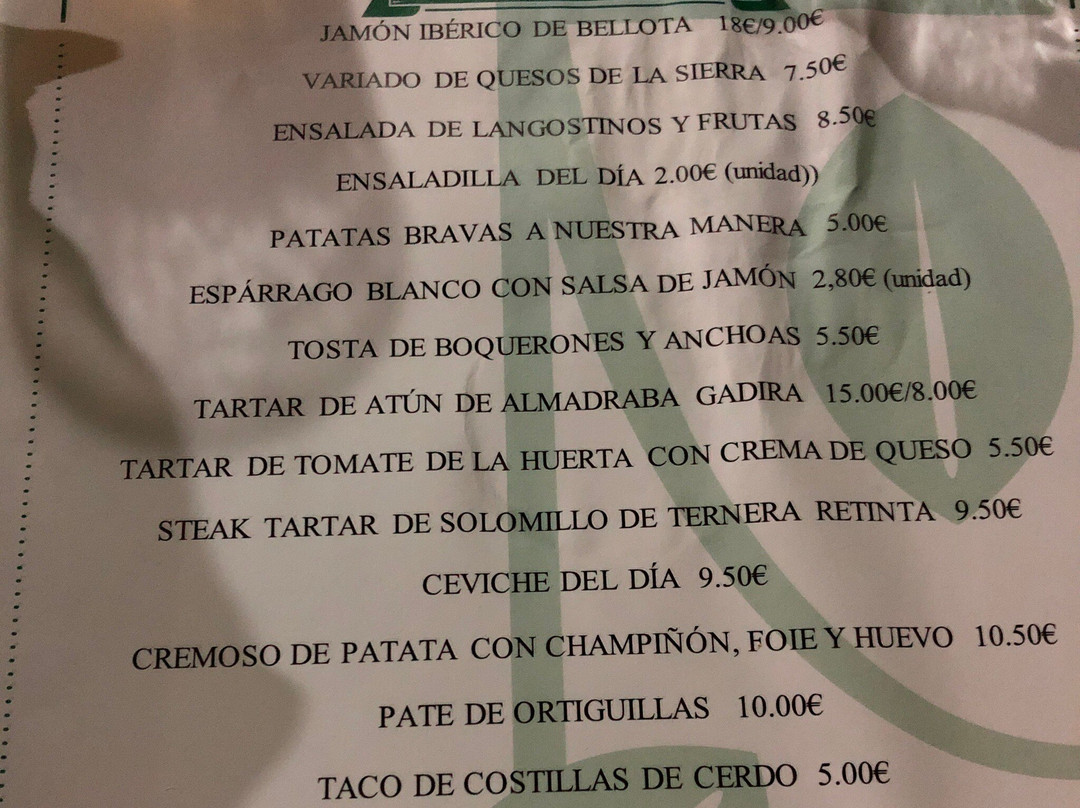 JAMÓN IBÉRICO DE BELLOTA 18€/9.00€
VARIADO DE QUESOS DE LA SIERRA 7.50€
ENSALADA DE LANGOSTINOS Y FRUTAS 8.50€
ENSALADILLA DEL DÍA 2.00€ (unidad))
PATATAS BRAVAS A NUESTRA MANERA 5.00€
ESPÁRRAGO BLANCO CON SALSA DE JAMÓN 2,80€ (unidad)
TOSTA DE BOQUERONES Y ANCHOAS 5.50€
TARTAR DE ATÚN DE ALMADRABA GADIRA 15.00€/8.00€
TARTAR DE TOMATE DE LA HUERTA CON CREMA DE QUESO 5.50€
STEAK TARTAR DE SOLOMILLO DE TERNERA RETINTA 9.50€
CEVICHE DEL DÍA 9.50€
CREMOSO DE PATATA CON CHAMPIÑÓN, FOIE Y HUEVO 10.50€
PATE DE ORTIGUILLAS 10.00€
TACO DE COSTILLAS DE CERDO 5.00€